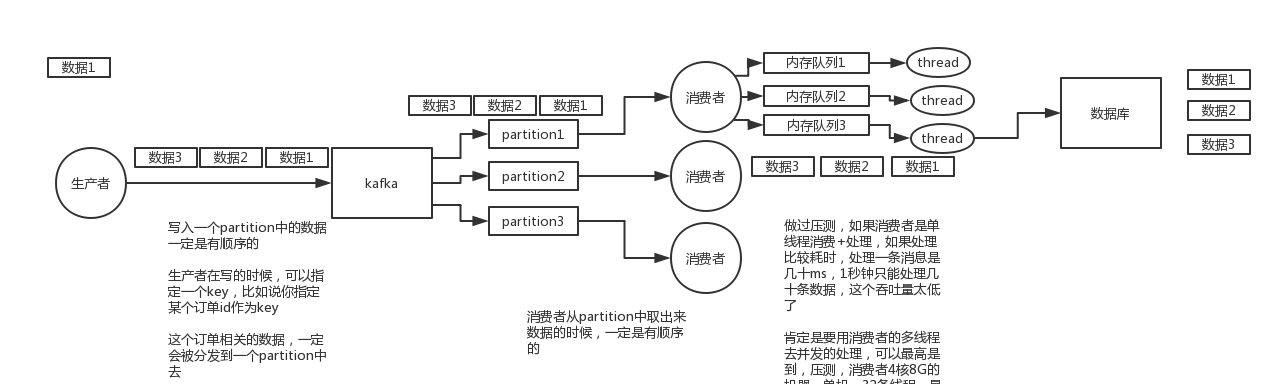 数据1
生产者
数据3
数据2
数据1
kafka
数据3
数据2
数据1
partition1
partition2
partition3
消费者
消费者
消费者
内存队列1
内存队列2
内存队列3
thread
thread
thread
数据3
数据2
数据1
数据库
数据1
数据2
数据3
写入一个partition中的数据
一定是有顺序的
生产者在写的时候，可以指
定一个key，比如说你指定
某个订单id作为key
这个订单相关的数据，一定
会被分发到一个partition中
去
消费者从partition中取出来
数据的时候，一定是有顺序
的
做过压测，如果消费者是单
线程消费+处理，如果处理
比较耗时，处理一条消息是
几十ms，1秒钟只能处理几
十条数据，这个吞吐量太低
了
肯定是要用消费者的多线程
去并发的处理，可以最高是
到，压测，消费者4核8G的
机器，单机，32条线程，最